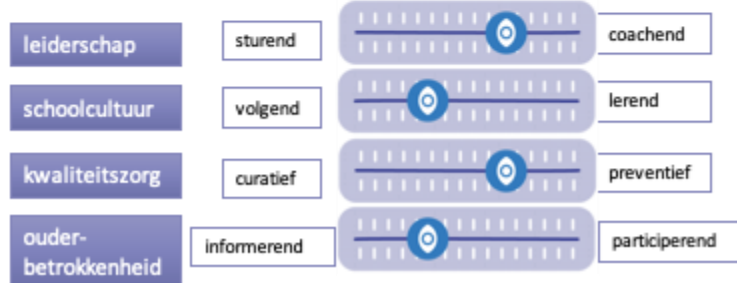 leiderschap sturend coachend
schoolcultuur volgend lerend
kwaliteitszorg curatief preventief
ouder-
betrokkenheid informerend participerend